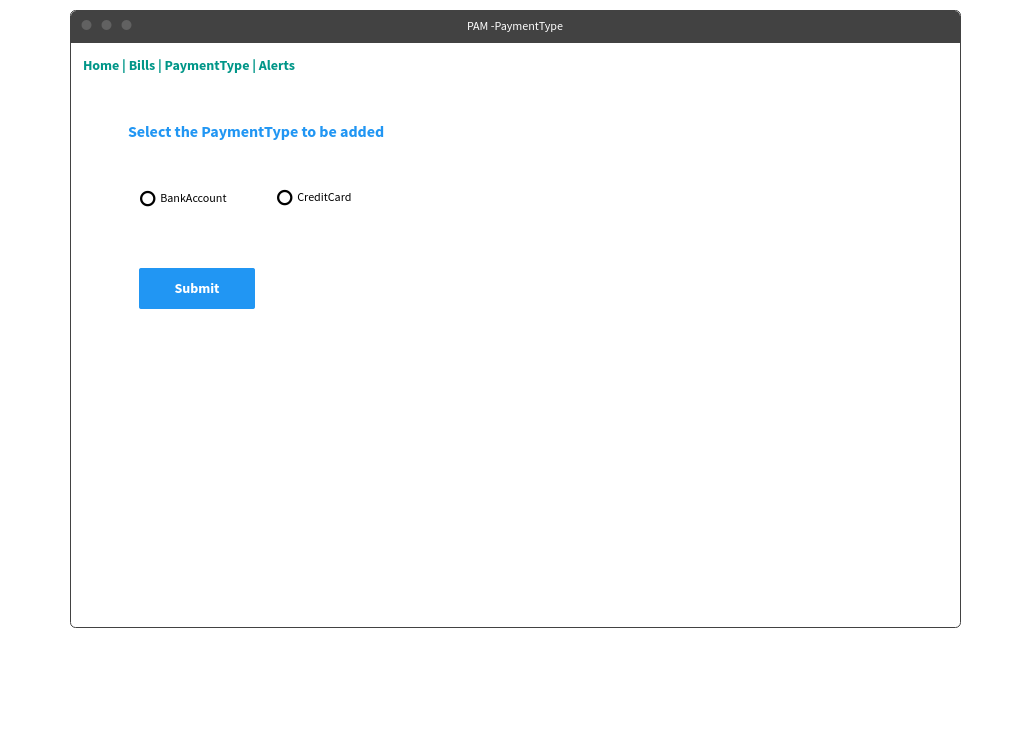 PAM -PaymentType
Home | Bills | PaymentType | Alerts
Select the PaymentType to be added
BankAccount CreditCard
Submit